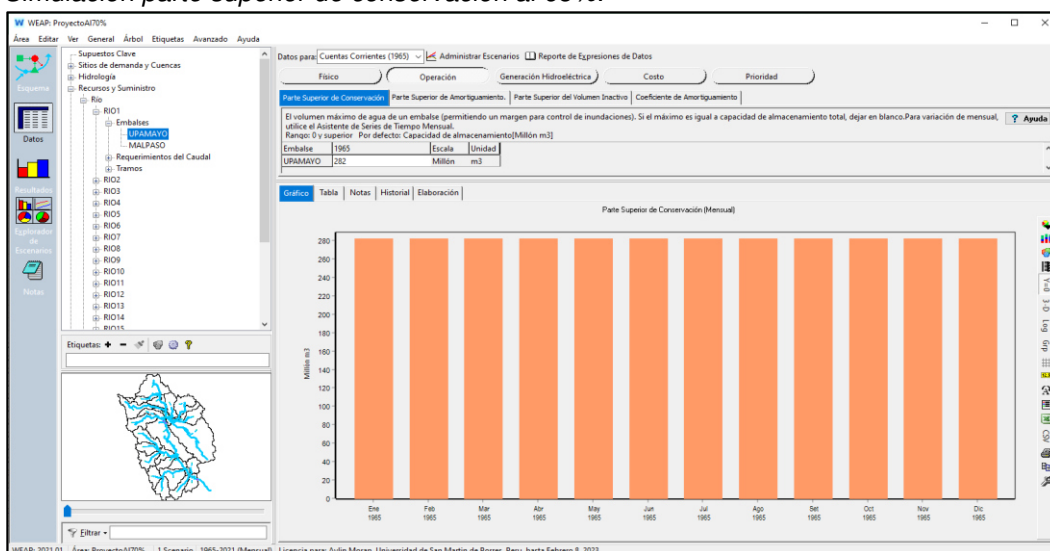 Simulación parte superior de conservación al 65%.
WEAP: ProyectoAI70%
Área Editar Ver General Árbol Etiquetas Avanzado Ayuda
Esquema
Datos
Resultados
Explorador de Escenarios
Notas
Supuestos Clave
Sitios de demanda y Cuencas
Hidrología
Recursos y Suministro
Río
RIO1
Embalses
UPAMAYO
MALPASO
Requerimientos del Caudal
Tramos
RIO2
RIO3
RIO4
RIO5
RIO6
RIO7
RIO8
RIO9
RIO10
RIO11
RIO12
RIO13
RIO14
RIO15
Etiquetas:
Filtrar
Datos para: Cuentas Corrientes (1965) Administrar Escenarios Reporte de Expresiones de Datos
Físico Operación Generación Hidroeléctrica Costo Prioridad
Parte Superior de Conservación Parte Superior de Amortiguamiento. Parte Superior del Volumen Inactivo Coeficiente de Amortiguamiento
El volumen máximo de agua de un embalse (permitiendo un margen para control de inundaciones). Si el máximo es igual a capacidad de almacenamiento total, dejar en blanco.Para variación de mensual,
utilice el Asistente de Series de Tiempo Mensual.
Rango: 0 y superior Por defecto: Capacidad de almacenamiento[Millón m3]
? Ayuda
Embalse 1965 Escala Unidad
UPAMAYO 282 Millón m3
Gráfico Tabla Notas Historial Elaboración
Parte Superior de Conservación (Mensual)
Millón m3
280
260
240
220
200
180
160
140
120
100
80
60
40
20
0
Ene 1965 Feb 1965 Mar 1965 Abr 1965 May 1965 Jun 1965 Jul 1965 Ago 1965 Set 1965 Oct 1965 Nov 1965 Dic 1965
Y=0
3-D
Log
Grp
CSV
WEAP: 2021.01 Área: ProyectoAI70% 1 Scenario 1965-2021 (Mensual) Licencia para: Aulin Moran, Universidad de San Martin de Porres, Peru, hasta Febrero 8, 2023